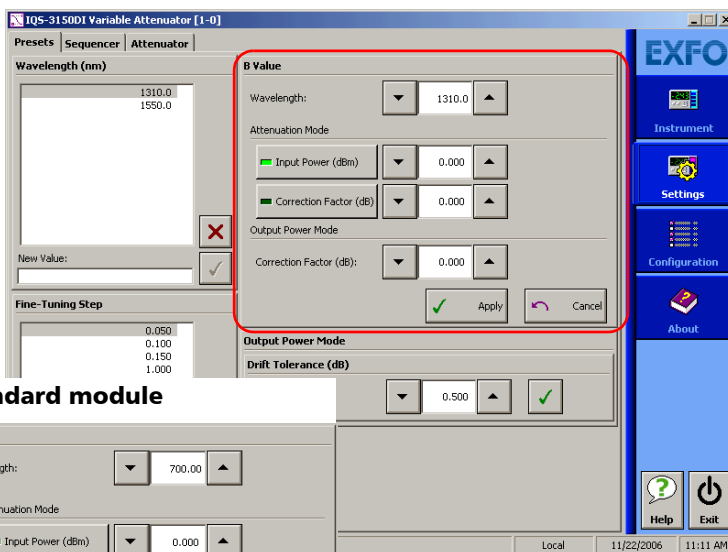 IQS-3150DI Variable Attenuator [1-0]
Presets Sequencer Attenuator
Wavelength (nm)
1310.0
1550.0
New Value:
Fine-Tuning Step
0.050
0.100
0.150
1.000
B Value
Wavelength: 1310.0
Attenuation Mode
Input Power (dBm) 0.000
Correction Factor (dB) 0.000
Output Power Mode
Correction Factor (dB): 0.000
Apply Cancel
Output Power Mode
Drift Tolerance (dB)
0.500
EXFO
Instrument
Settings
Configuration
About
Help Exit
Local 11/22/2006 11:11 AM
module
700.00
Mode
Input Power (dBm) 0.000